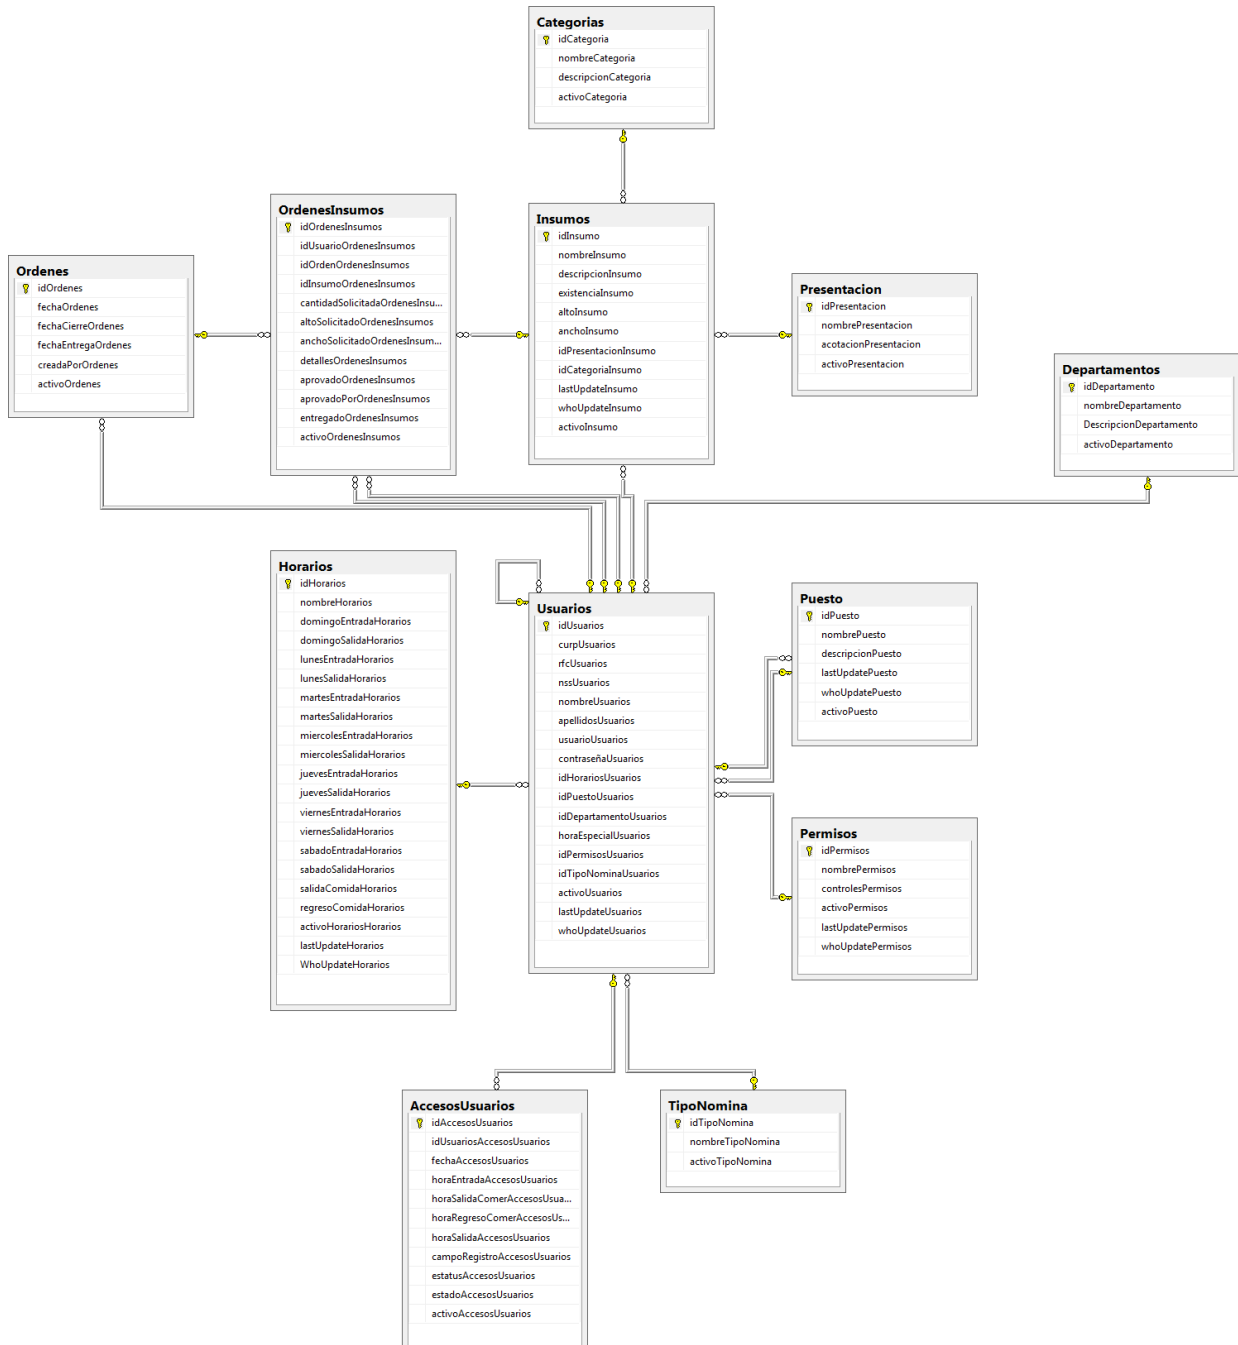 Categorias
idCategoria
nombreCategoria
descripcionCategoria
activoCategoria
OrdenesInsumos
idOrdenesInsumos
idUsuarioOrdenesInsumos
idOrdenOrdenesInsumos
idInsumoOrdenesInsumos
cantidadSolicitadaOrdenesInsu...
altoSolicitadoOrdenesInsumos
anchoSolicitadoOrdenesInsum...
detallesOrdenesInsumos
aprovadoOrdenesInsumos
aprovadoPorOrdenesInsumos
entregadoOrdenesInsumos
activoOrdenesInsumos
Insumos
idInsumo
nombreInsumo
descripcionInsumo
existenciaInsumo
altoInsumo
anchoInsumo
idPresentacionInsumo
idCategoriaInsumo
lastUpdateInsumo
whoUpdateInsumo
activoInsumo
Ordenes
idOrdenes
fechaOrdenes
fechaCierreOrdenes
fechaEntregaOrdenes
creadaPorOrdenes
activoOrdenes
Presentacion
idPresentacion
nombrePresentacion
acotacionPresentacion
activoPresentacion
Departamentos
idDepartamento
nombreDepartamento
DescripcionDepartamento
activoDepartamento
Horarios
idHorarios
nombreHorarios
domingoEntradaHorarios
domingoSalidaHorarios
lunesEntradaHorarios
lunesSalidaHorarios
martesEntradaHorarios
martesSalidaHorarios
miercolesEntradaHorarios
miercolesSalidaHorarios
juevesEntradaHorarios
juevesSalidaHorarios
viernesEntradaHorarios
viernesSalidaHorarios
sabadoEntradaHorarios
sabadoSalidaHorarios
salidaComidaHorarios
regresoComidaHorarios
activoHorariosHorarios
lastUpdateHorarios
WhoUpdateHorarios
Usuarios
idUsuarios
curpUsuarios
rfcUsuarios
nssUsuarios
nombreUsuarios
apellidosUsuarios
usuarioUsuarios
contraseñaUsuarios
idHorariosUsuarios
idPuestoUsuarios
idDepartamentoUsuarios
horaEspecialUsuarios
idPermisosUsuarios
idTipoNominaUsuarios
activoUsuarios
lastUpdateUsuarios
whoUpdateUsuarios
Puesto
idPuesto
nombrePuesto
descripcionPuesto
lastUpdatePuesto
whoUpdatePuesto
activoPuesto
Permisos
idPermisos
nombrePermisos
controlesPermisos
activoPermisos
lastUpdatePermisos
whoUpdatePermisos
AccesosUsuarios
idAccesosUsuarios
idUsuariosAccesosUsuarios
fechaAccesosUsuarios
horaEntradaAccesosUsuarios
horaSalidaComerAccesosUsua...
horaRegresoComerAccesosUs...
horaSalidaAccesosUsuarios
campoRegistroAccesosUsuarios
estatusAccesosUsuarios
estadoAccesosUsuarios
activoAccesosUsuarios
TipoNomina
idTipoNomina
nombreTipoNomina
activoTipoNomina